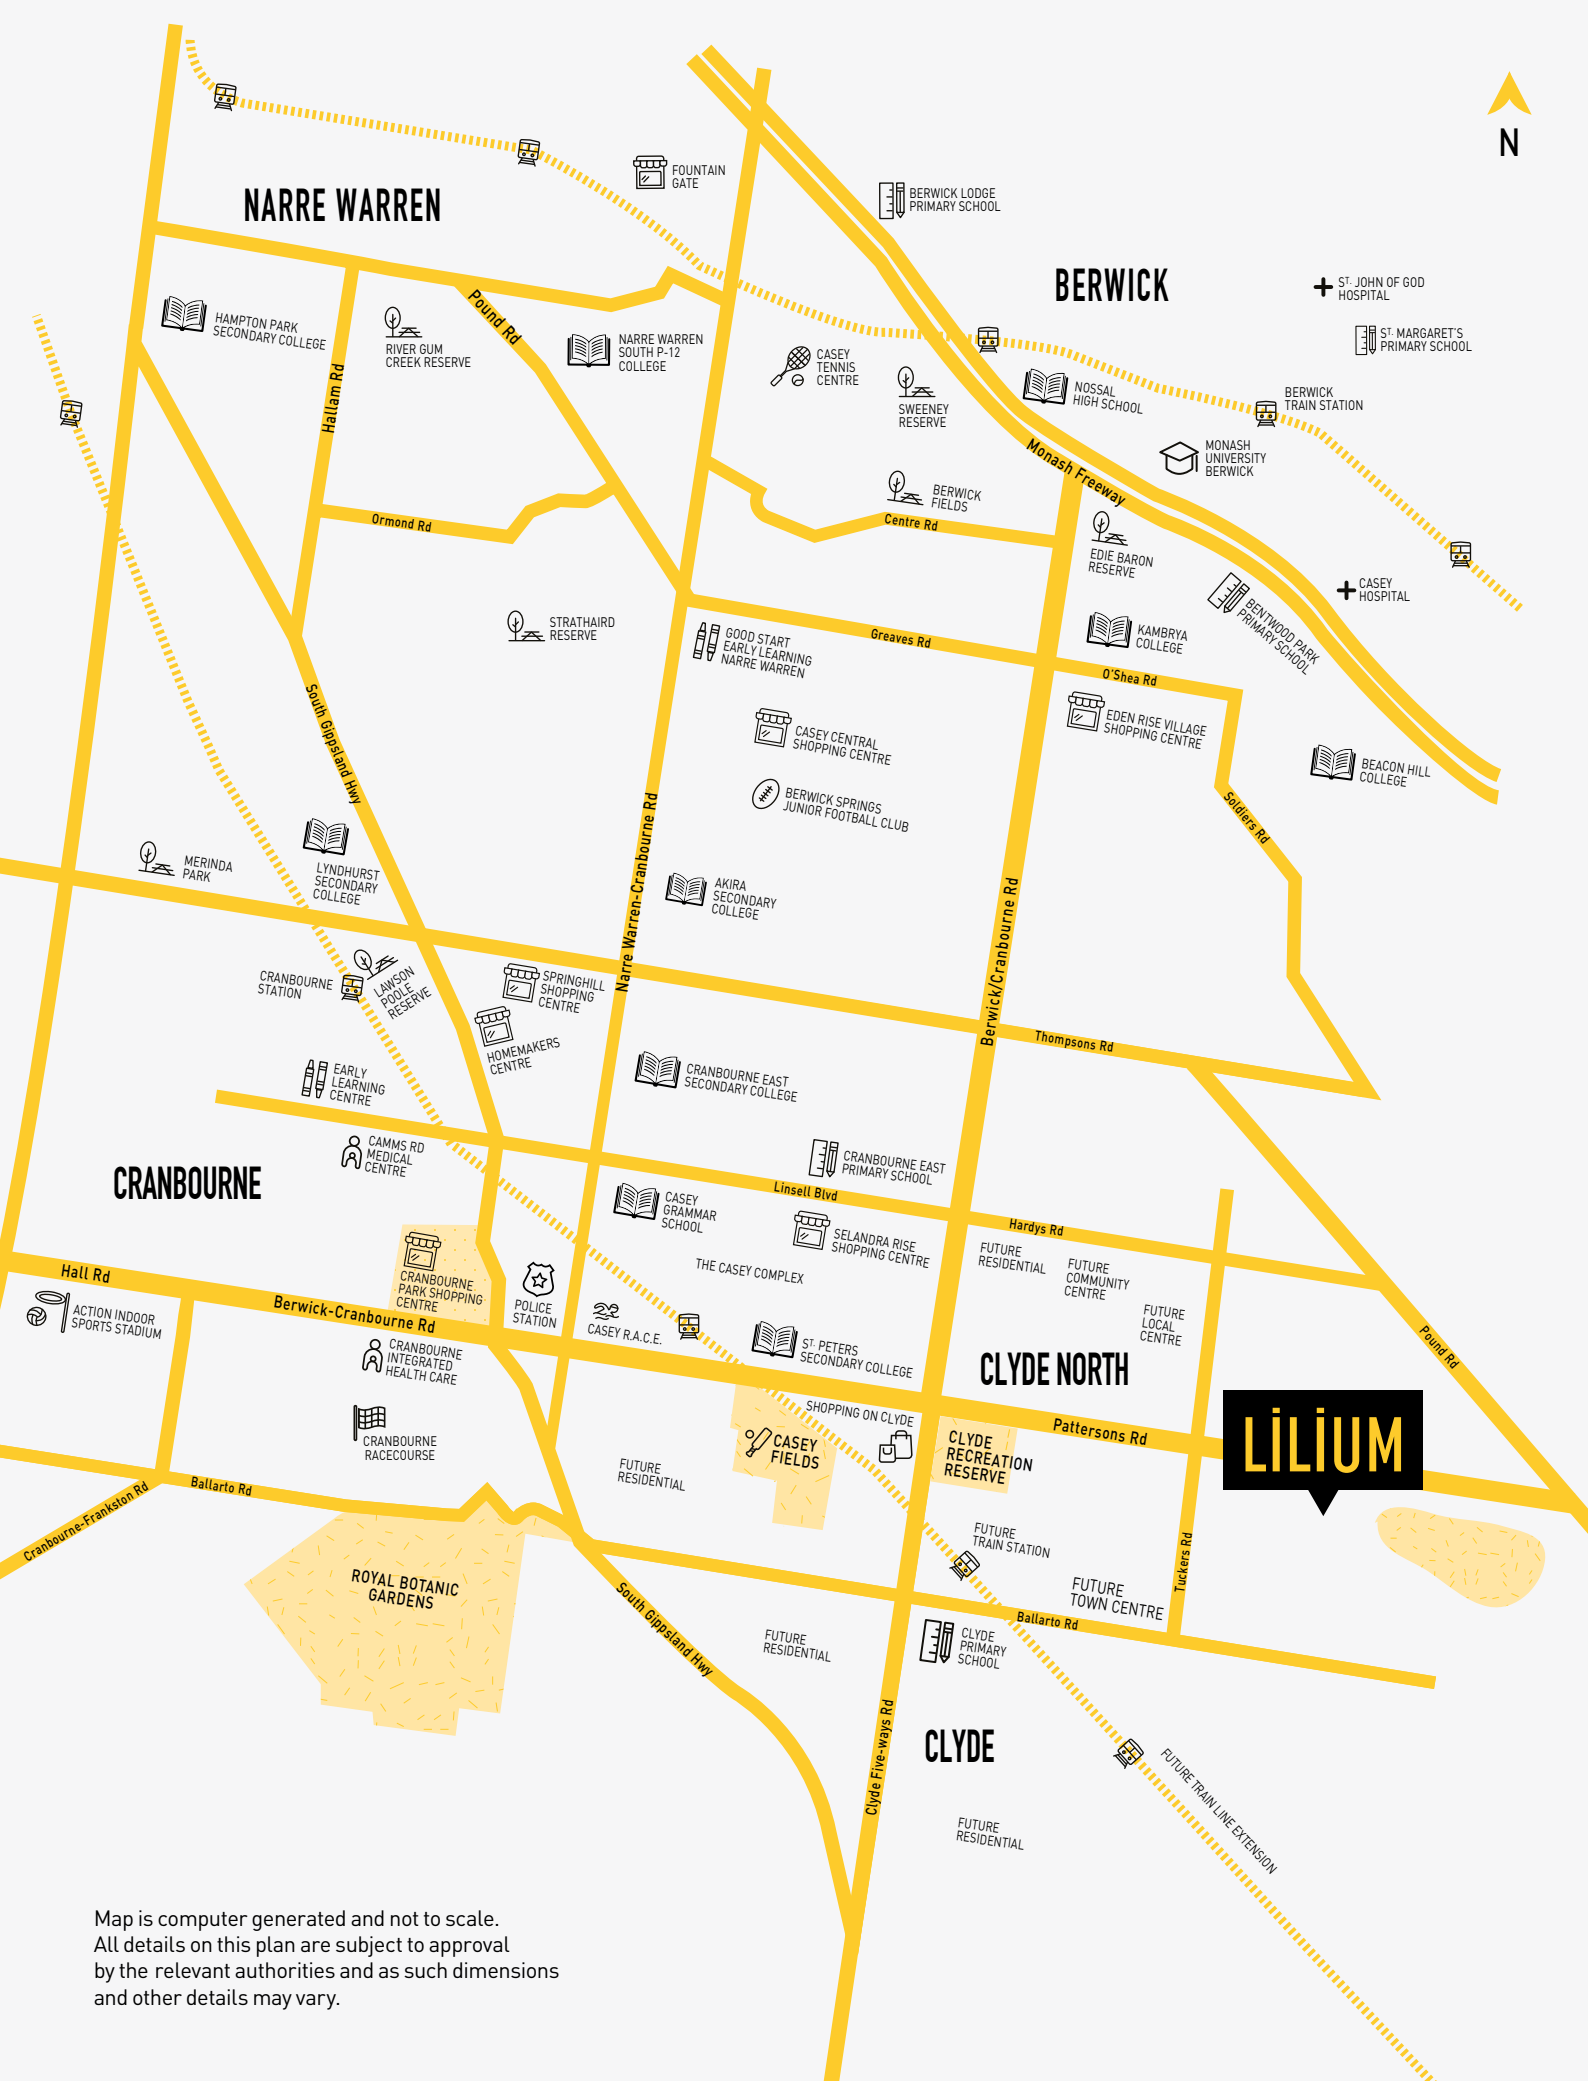 N
FOUNTAIN
GATE
BERWICK LODGE
PRIMARY SCHOOL
NARRE WARREN
BERWICK
ST. JOHN OF GOD
HOSPITAL
ST. MARGARET'S
PRIMARY SCHOOL
HAMPTON PARK
SECONDARY COLLEGE
RIVER GUM
CREEK RESERVE
Pound Rd
NARRE WARREN
SOUTH P-12
COLLEGE
CASEY
TENNIS
CENTRE
SWEENEY
RESERVE
NOSSAL
HIGH SCHOOL
BERWICK
TRAIN STATION
Hallam Rd
Monash Freeway
MONASH
UNIVERSITY
BERWICK
BERWICK
FIELDS
Ormond Rd
Centre Rd
EDIE BARON
RESERVE
CASEY
HOSPITAL
BENTWOOD PARK
PRIMARY SCHOOL
STRATHAIRD
RESERVE
GOOD START
EARLY LEARNING
NARRE WARREN
Greaves Rd
KAMBRYA
COLLEGE
O'Shea Rd
South Gippsland Hwy
CASEY CENTRAL
SHOPPING CENTRE
EDEN RISE VILLAGE
SHOPPING CENTRE
BEACON HILL
COLLEGE
BERWICK SPRINGS
JUNIOR FOOTBALL CLUB
Soldiers Rd
Narre Warren-Cranbourne Rd
MERINDA
PARK
LYNDHURST
SECONDARY
COLLEGE
AKIRA
SECONDARY
COLLEGE
Berwick/Cranbourne Rd
CRANBOURNE
STATION
LAWSON
POOLE
RESERVE
SPRINGHILL
SHOPPING
CENTRE
HOMEMAKERS
CENTRE
Thompsons Rd
EARLY
LEARNING
CENTRE
CRANBOURNE EAST
SECONDARY COLLEGE
CAMMS RD
MEDICAL
CENTRE
CRANBOURNE
CRANBOURNE EAST
PRIMARY SCHOOL
Linsell Blvd
CASEY
GRAMMAR
SCHOOL
SELANDRA RISE
SHOPPING CENTRE
Hardys Rd
FUTURE
RESIDENTIAL
FUTURE
COMMUNITY
CENTRE
THE CASEY COMPLEX
Hall Rd
CRANBOURNE
PARK SHOPPING
CENTRE
POLICE
STATION
ACTION INDOOR
SPORTS STADIUM
Berwick-Cranbourne Rd
CASEY R.A.C.E.
FUTURE
LOCAL
CENTRE
Pound Rd
CRANBOURNE
INTEGRATED
HEALTH CARE
ST. PETERS
SECONDARY COLLEGE
CLYDE NORTH
CRANBOURNE
RACECOURSE
SHOPPING ON CLYDE
CASEY
FIELDS
CLYDE
RECREATION
RESERVE
Pattersons Rd
LILIUM
FUTURE
RESIDENTIAL
Ballarto Rd
Cranbourne-Frankston Rd
FUTURE
TRAIN STATION
Tuckers Rd
ROYAL BOTANIC
GARDENS
FUTURE
TOWN CENTRE
South Gippsland Hwy
Ballarto Rd
FUTURE
RESIDENTIAL
CLYDE
PRIMARY
SCHOOL
Clyde Five-ways Rd
CLYDE
FUTURE TRAIN LINE EXTENSION
FUTURE
RESIDENTIAL
Map is computer generated and not to scale.
All details on this plan are subject to approval
by the relevant authorities and as such dimensions
and other details may vary.